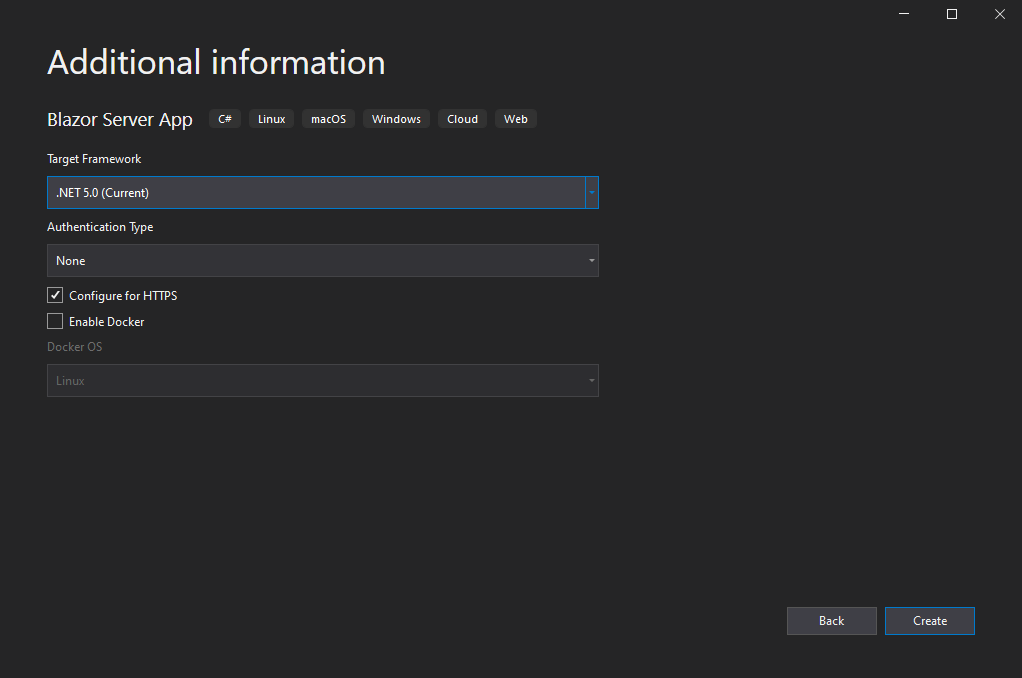 Additional information
Blazor Server App C# Linux macOS Windows Cloud Web
Target Framework
.NET 5.0 (Current)
Authentication Type
None
Configure for HTTPS
Enable Docker
Docker OS
Linux
Back Create